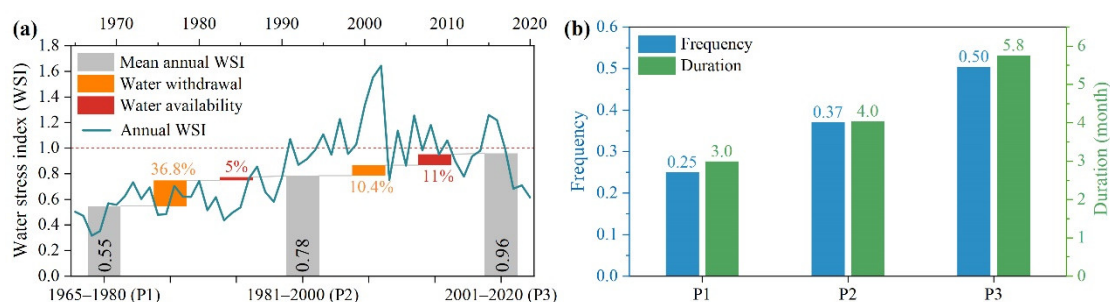 (a)
1970 1980 1990 2000 2010 2020
Water stress index (WSI)
1.8
1.6
1.4
1.2
1.0
0.8
0.6
0.4
0.2
0.0
Mean annual WSI
Water withdrawal
Water availability
Annual WSI
36.8%
5%
10.4%
11%
0.55
0.78
0.96
1965–1980 (P1) 1981–2000 (P2) 2001–2020 (P3)
(b)
Frequency
0.6
0.5
0.4
0.3
0.2
0.1
0.0
Frequency
Duration
0.25 3.0
0.37 4.0
0.50 5.8
P1 P2 P3
6
5
4
3
2
1
0
Duration (month)